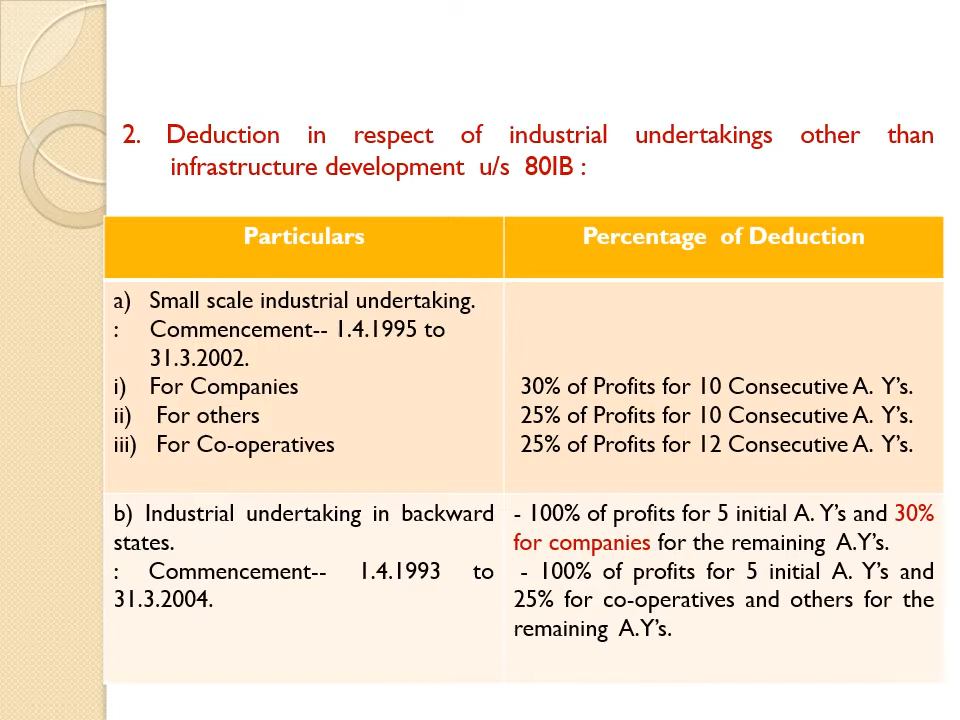 2. Deduction in respect of industrial undertakings other than
infrastructure development u/s 80IB :
Particulars
Percentage of Deduction
a) Small scale industrial undertaking.
: Commencement-- 1.4.1995 to
31.3.2002.
i) For Companies
ii) For others
iii) For Co-operatives
30% of Profits for 10 Consecutive A. Y’s.
25% of Profits for 10 Consecutive A. Y’s.
25% of Profits for 12 Consecutive A. Y’s.
b) Industrial undertaking in backward
states.
: Commencement-- 1.4.1993 to
31.3.2004.
- 100% of profits for 5 initial A. Y’s and 30%
for companies for the remaining A.Y’s.
- 100% of profits for 5 initial A. Y’s and
25% for co-operatives and others for the
remaining A.Y’s.